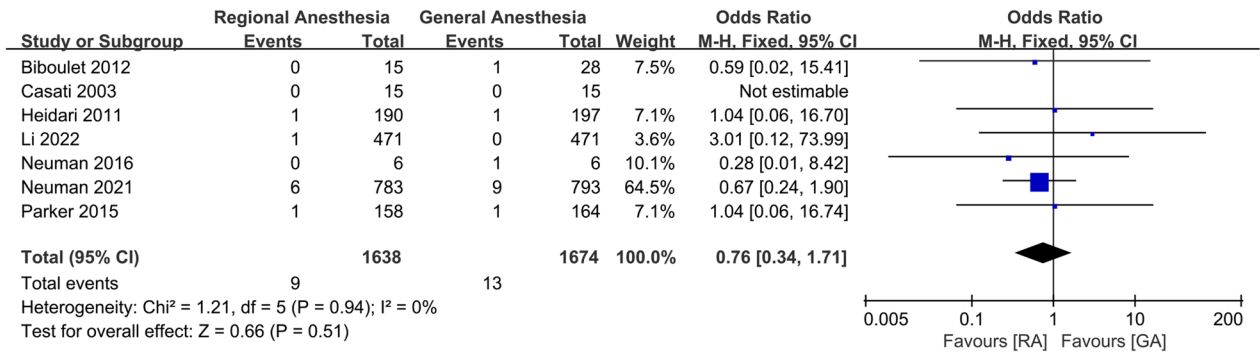 Regional Anesthesia General Anesthesia Odds Ratio Odds Ratio
Study or Subgroup Events Total Events Total Weight M-H, Fixed, 95% CI M-H, Fixed, 95% CI
Biboulet 2012 0 15 1 28 7.5% 0.59 [0.02, 15.41]
Casati 2003 0 15 0 15 Not estimable
Heidari 2011 1 190 1 197 7.1% 1.04 [0.06, 16.70]
Li 2022 1 471 0 471 3.6% 3.01 [0.12, 73.99]
Neuman 2016 0 6 1 6 10.1% 0.28 [0.01, 8.42]
Neuman 2021 6 783 9 793 64.5% 0.67 [0.24, 1.90]
Parker 2015 1 158 1 164 7.1% 1.04 [0.06, 16.74]
Total (95% CI) 1638 1674 100.0% 0.76 [0.34, 1.71]
Total events 9 13
Heterogeneity: Chi² = 1.21, df = 5 (P = 0.94); I² = 0%
Test for overall effect: Z = 0.66 (P = 0.51)
0.005 0.1 1 10 200
Favours [RA] Favours [GA]